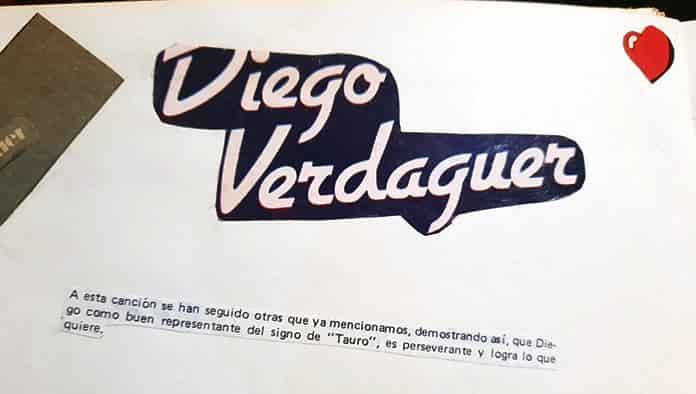 Diego
Verdaguer
A esta canción se han seguido otras que ya mencionamos, demostrando así, que Die-
go como buen representante del signo de "Tauro", es perseverante y logra lo que
quiere,